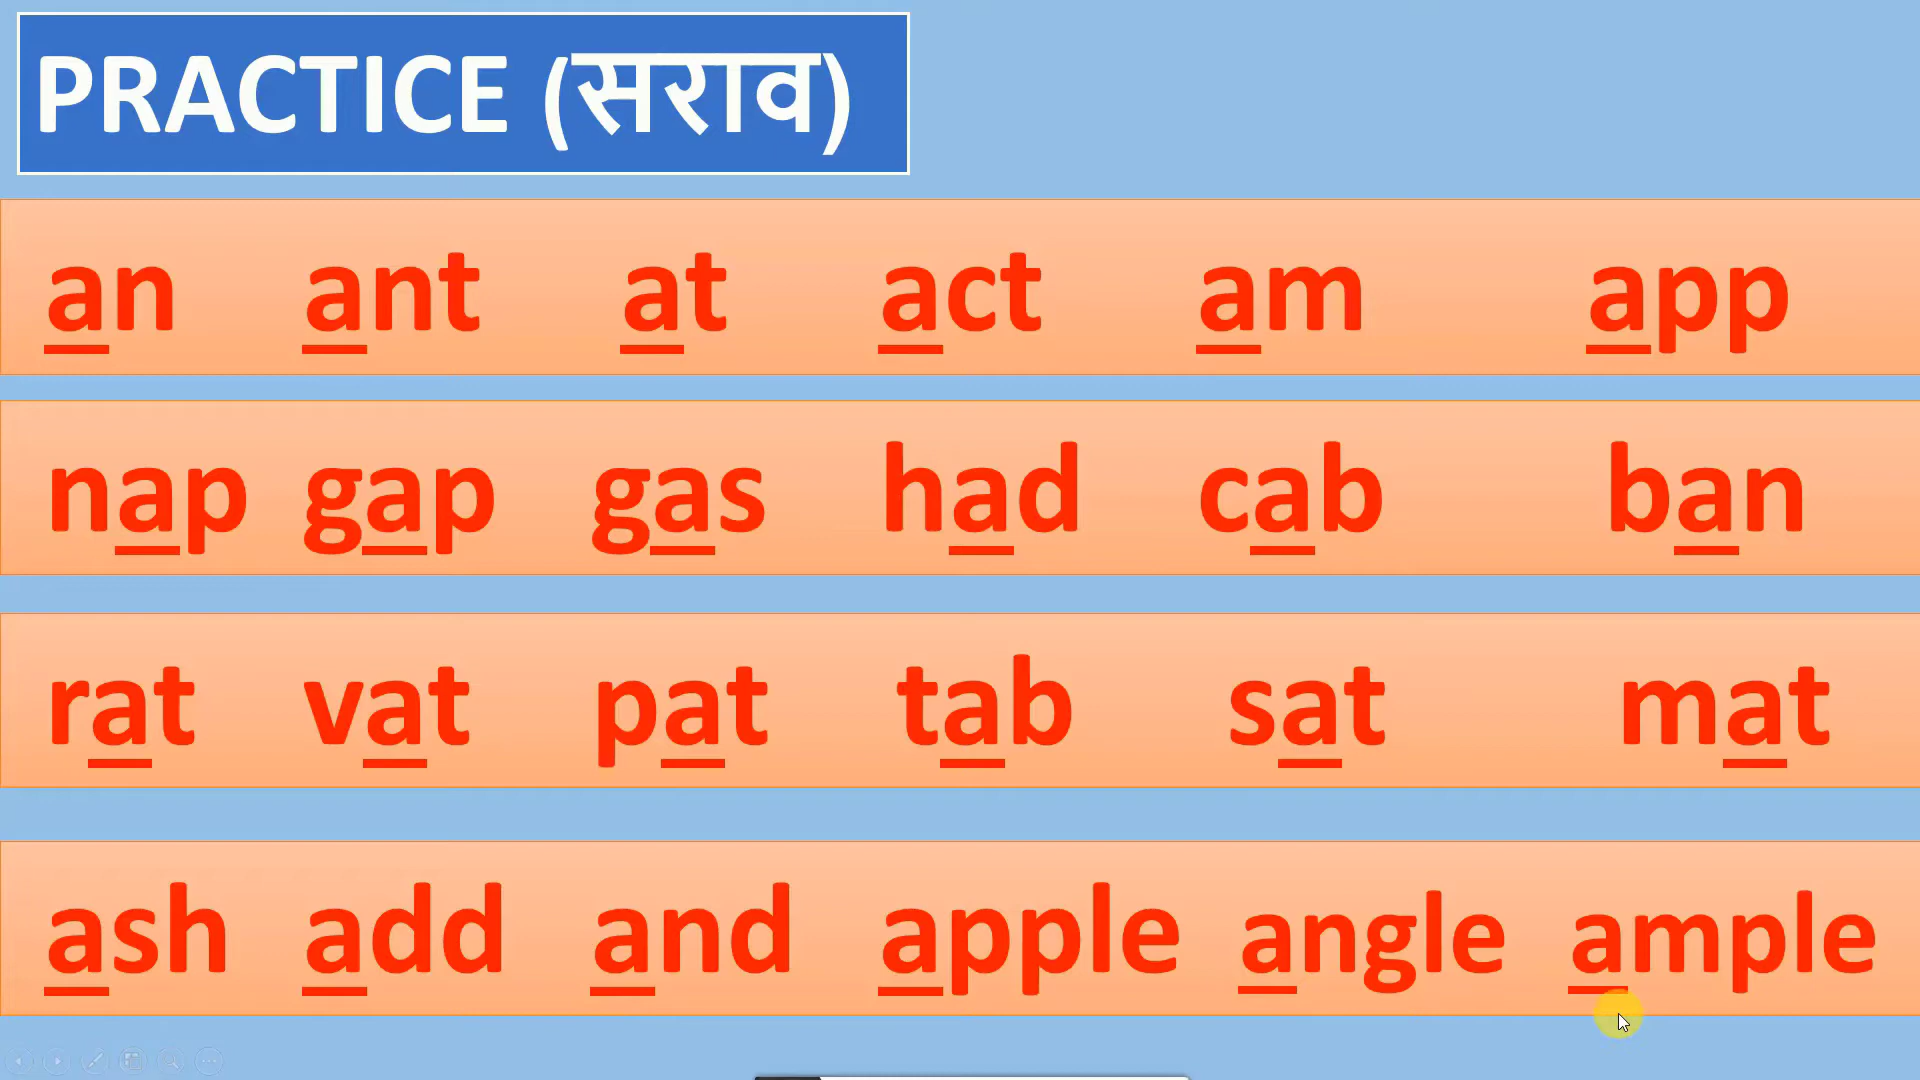 PRACTICE (सराव)
an ant at act am app
nap gap gas had cab ban
rat vat pat tab sat mat
ash add and apple angle ample